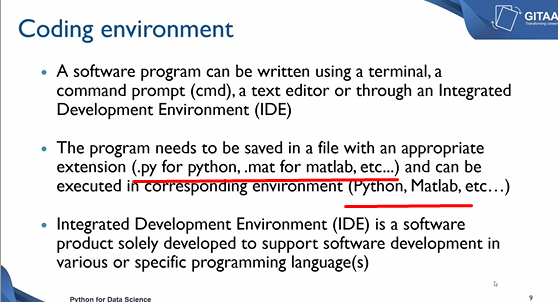 GITAA
Transforming careers
Coding environment
• A software program can be written using a terminal, a
command prompt (cmd), a text editor or through an Integrated
Development Environment (IDE)
• The program needs to be saved in a file with an appropriate
extension (.py for python, .mat for matlab, etc...) and can be
executed in corresponding environment (Python, Matlab, etc…)
• Integrated Development Environment (IDE) is a software
product solely developed to support software development in
various or specific programming language(s)
Python for Data Science
9